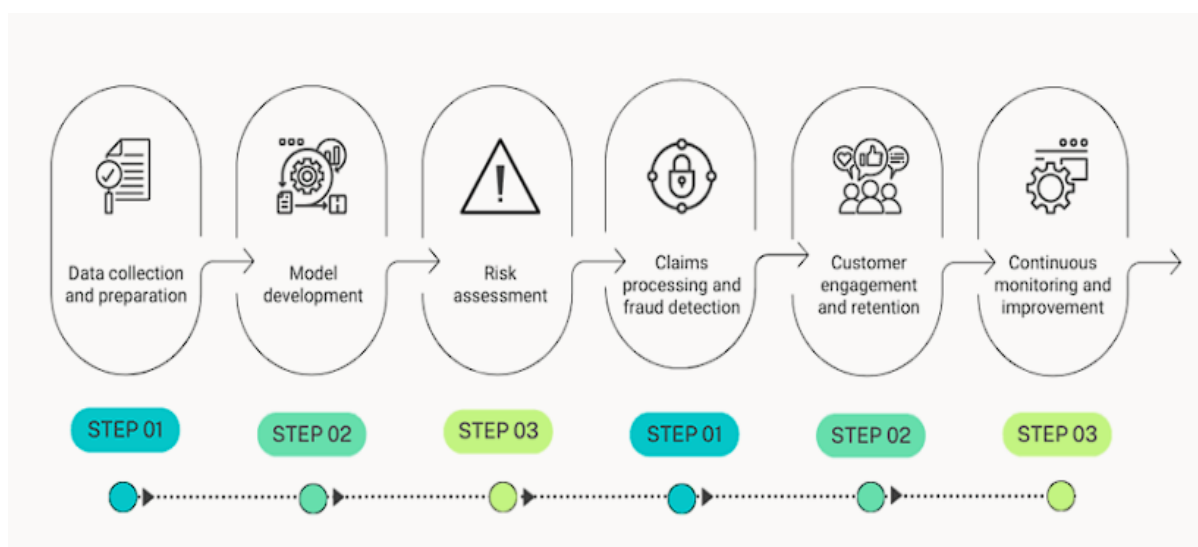 Data collection
and preparation
Model
development
Risk
assessment
Claims
processing and
fraud detection
Customer
engagement
and retention
Continuous
monitoring and
improvement
STEP 01
STEP 02
STEP 03
STEP 01
STEP 02
STEP 03